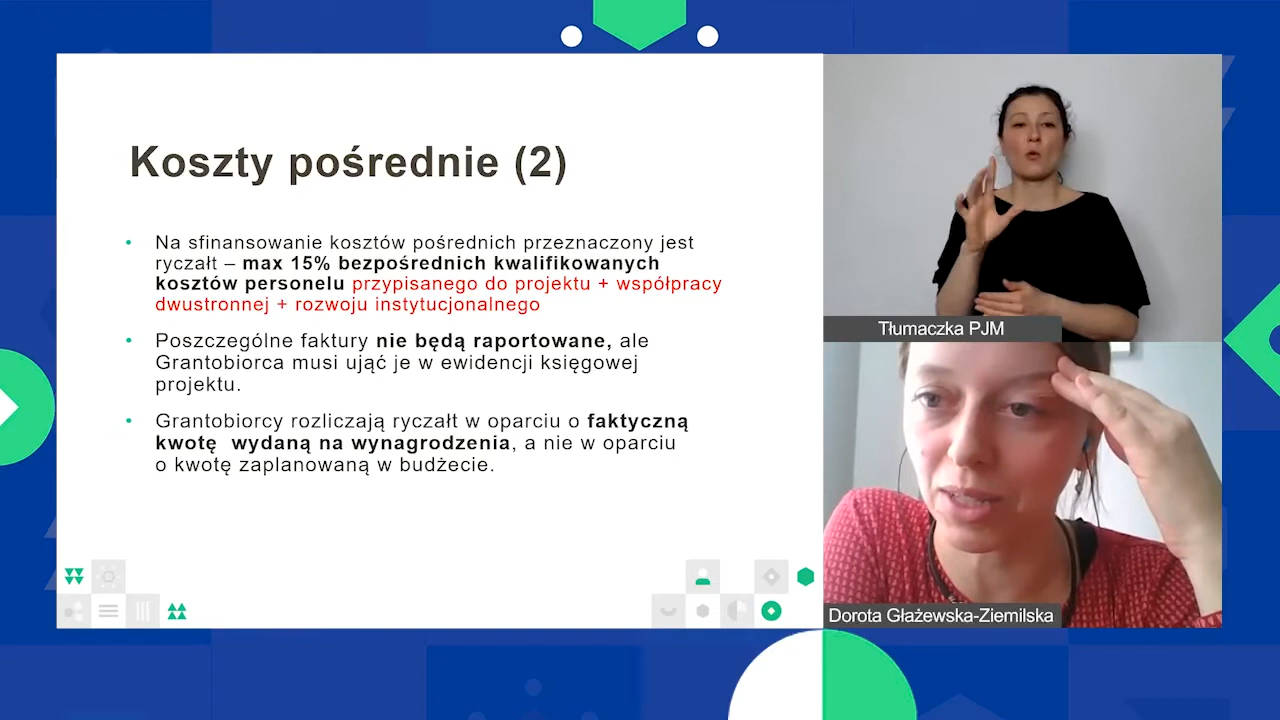 Koszty pośrednie (2)
• Na sfinansowanie kosztów pośrednich przeznaczony jest
ryczałt – max 15% bezpośrednich kwalifikowanych
kosztów personelu przypisanego do projektu + współpracy
dwustronnej + rozwoju instytucjonalnego
• Poszczególne faktury nie będą raportowane, ale
Grantobiorca musi ująć je w ewidencji księgowej
projektu.
• Grantobiorcy rozliczają ryczałt w oparciu o faktyczną
kwotę wydaną na wynagrodzenia, a nie w oparciu
o kwotę zaplanowaną w budżecie.
Tłumaczka PJM
Dorota Głażewska-Ziemilska